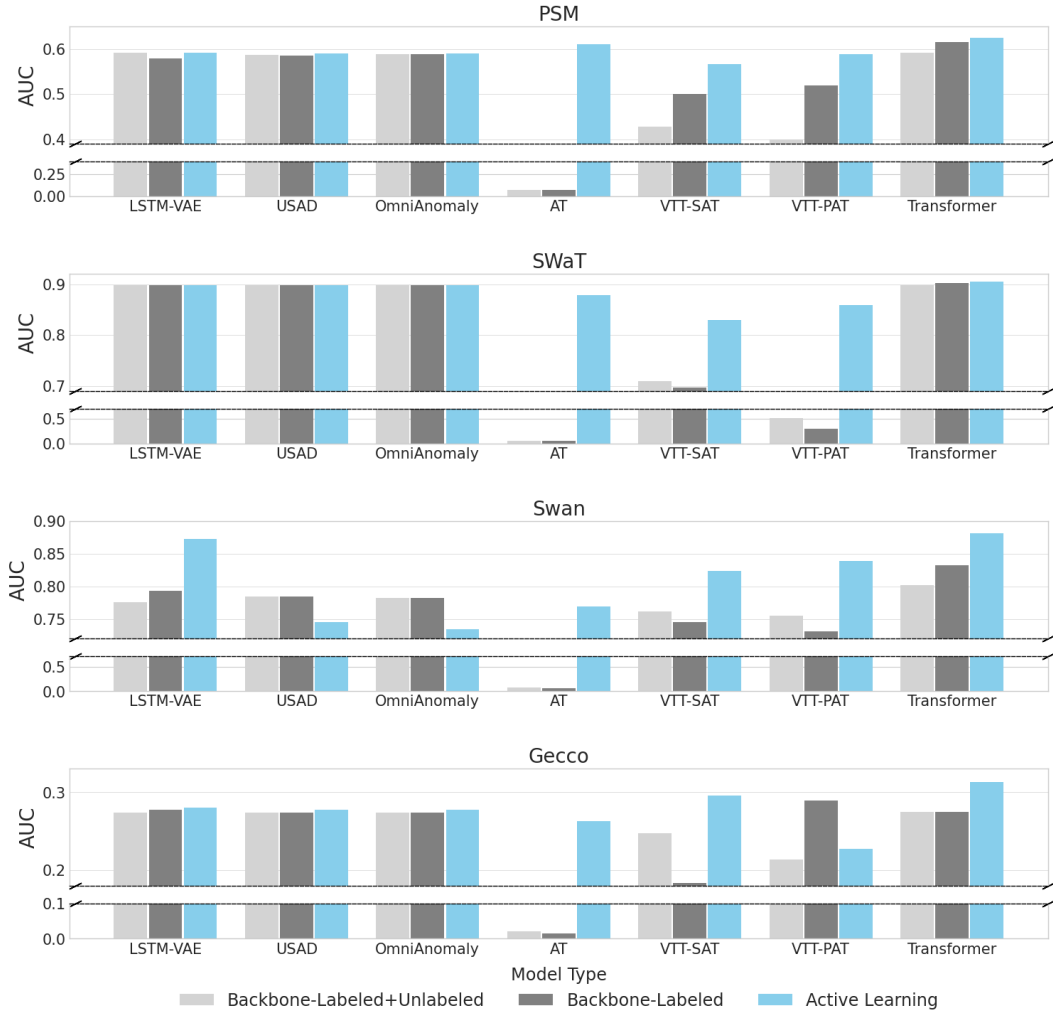 PSM
AUC
0.6
0.5
0.4
0.25
0.00
LSTM-VAE USAD OmniAnomaly AT VTT-SAT VTT-PAT Transformer
SWaT
AUC
0.9
0.8
0.7
0.5
0.0
LSTM-VAE USAD OmniAnomaly AT VTT-SAT VTT-PAT Transformer
Swan
AUC
0.90
0.85
0.80
0.75
0.5
0.0
LSTM-VAE USAD OmniAnomaly AT VTT-SAT VTT-PAT Transformer
Gecco
AUC
0.3
0.2
0.1
0.0
LSTM-VAE USAD OmniAnomaly AT VTT-SAT VTT-PAT Transformer
Model Type
Backbone-Labeled+Unlabeled Backbone-Labeled Active Learning